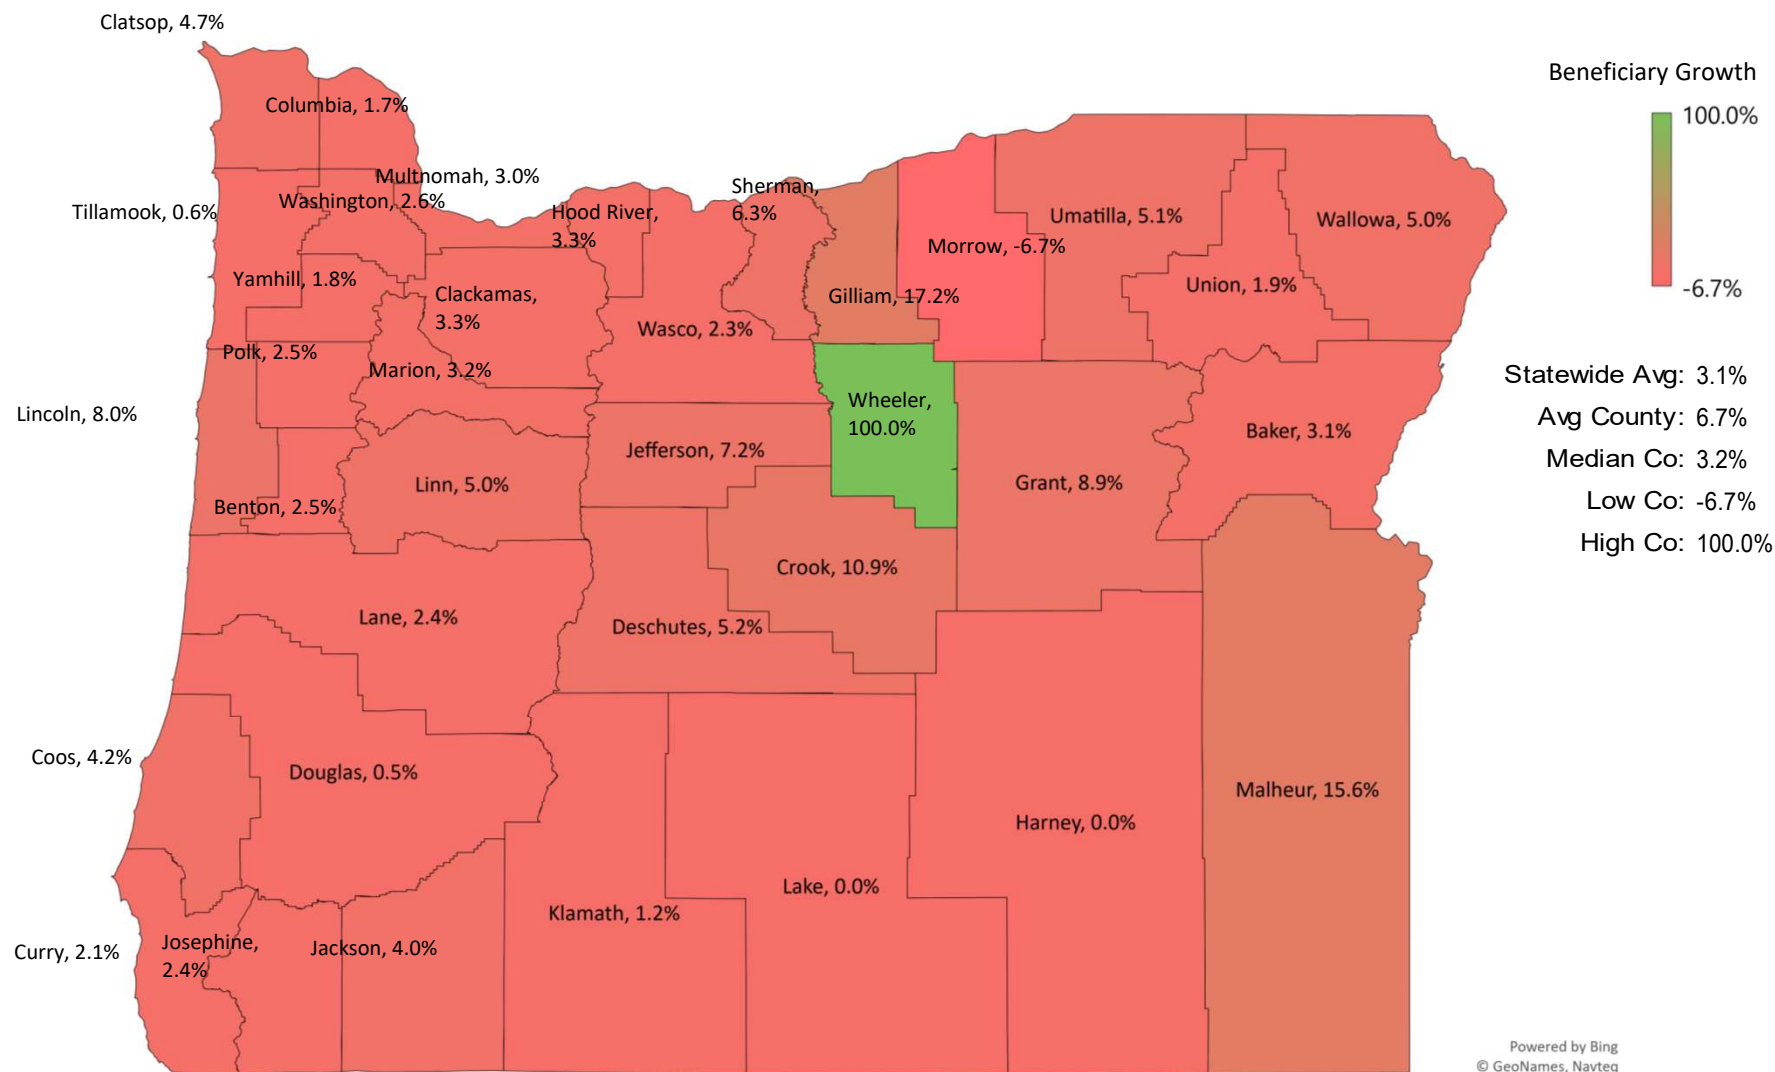 Clatsop, 4.7%
Columbia, 1.7%
Multnomah, 3.0%
Washington, 2.6%
Tillamook, 0.6%
Hood River,
3.3%
Sherman,
6.3%
Yamhill, 1.8%
Clackamas,
3.3%
Wasco, 2.3%
Gilliam, 17.2%
Morrow, -6.7%
Umatilla, 5.1%
Wallowa, 5.0%
Union, 1.9%
Polk, 2.5%
Marion, 3.2%
Lincoln, 8.0%
Wheeler,
100.0%
Jefferson, 7.2%
Linn, 5.0%
Benton, 2.5%
Grant, 8.9%
Baker, 3.1%
Crook, 10.9%
Lane, 2.4%
Deschutes, 5.2%
Coos, 4.2%
Douglas, 0.5%
Malheur, 15.6%
Harney, 0.0%
Lake, 0.0%
Klamath, 1.2%
Curry, 2.1%
Josephine,
2.4%
Jackson, 4.0%
Beneficiary Growth
100.0%
-6.7%
Statewide Avg: 3.1%
Avg County: 6.7%
Median Co: 3.2%
Low Co: -6.7%
High Co: 100.0%
Powered by Bing
© GeoNames, Navteq